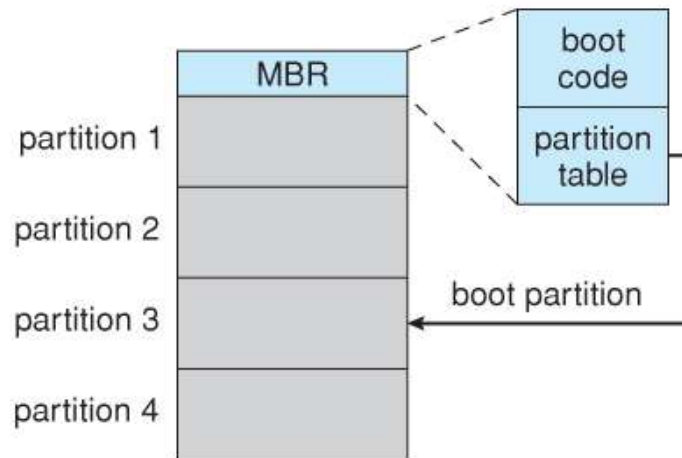 MBR
boot
code
partition
table
partition 1
partition 2
boot partition
partition 3
partition 4